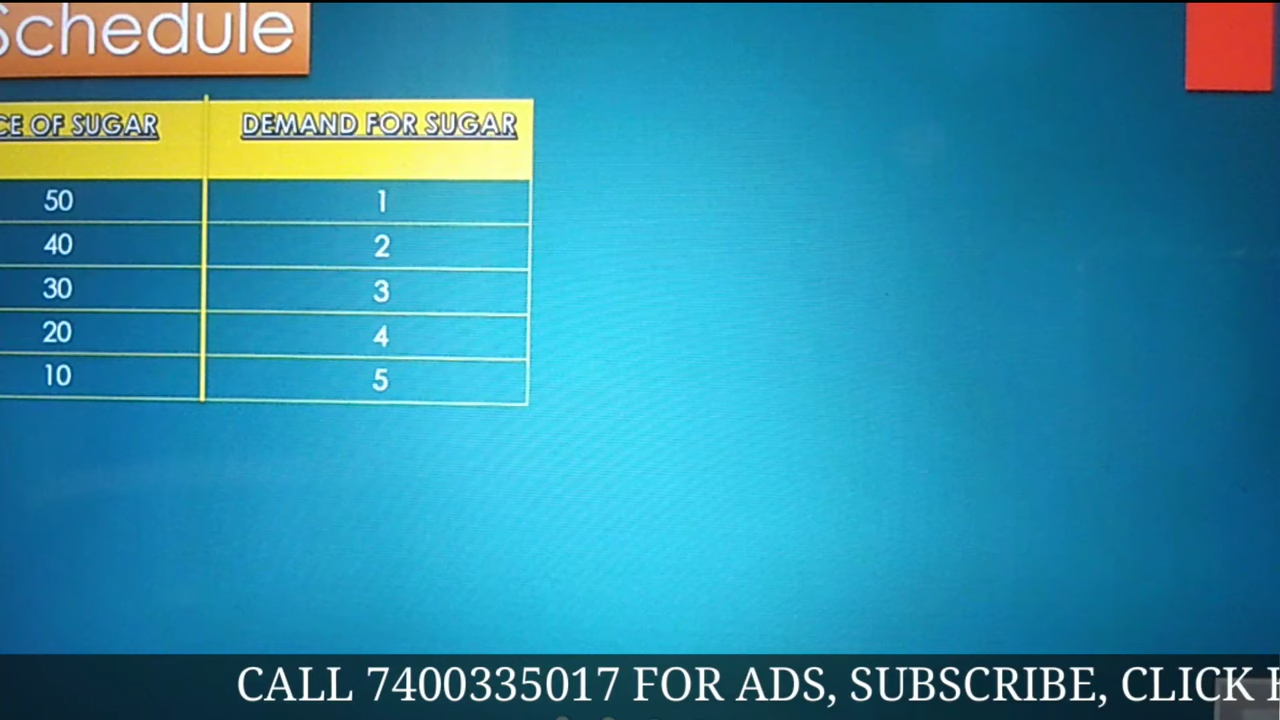 Schedule
CE OF SUGAR DEMAND FOR SUGAR
50 1
40 2
30 3
20 4
10 5
CALL 7400335017 FOR ADS, SUBSCRIBE, CLICK